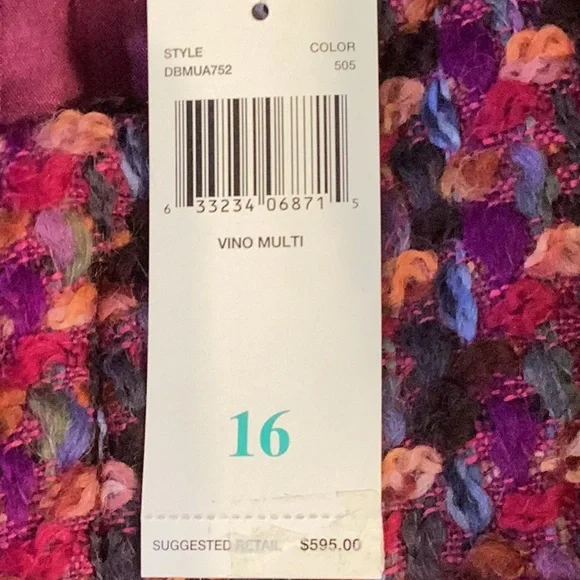 STYLE COLOR
DBMUA752 505
6 33234 06871 5
VINO MULTI
16
SUGGESTED RETAIL $595.00